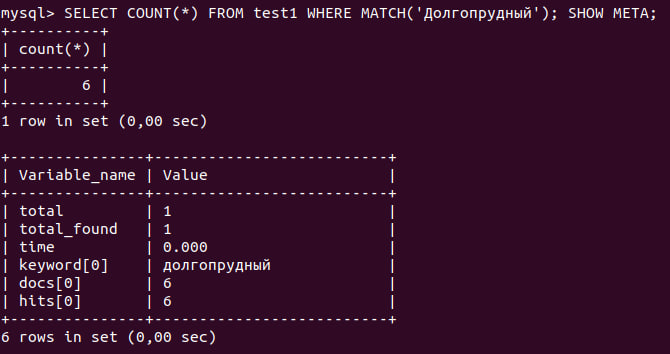 mysql> SELECT COUNT(*) FROM test1 WHERE MATCH('Долгопрудный'); SHOW META;
+----------+
| count(*) |
+----------+
|        6 |
+----------+
1 row in set (0,00 sec)

+---------------+--------------------------+
| Variable_name | Value                    |
+---------------+--------------------------+
| total         | 1                        |
| total_found   | 1                        |
| time          | 0.000                    |
| keyword[0]    | долгопрудный             |
| docs[0]       | 6                        |
| hits[0]       | 6                        |
+---------------+--------------------------+
6 rows in set (0,00 sec)